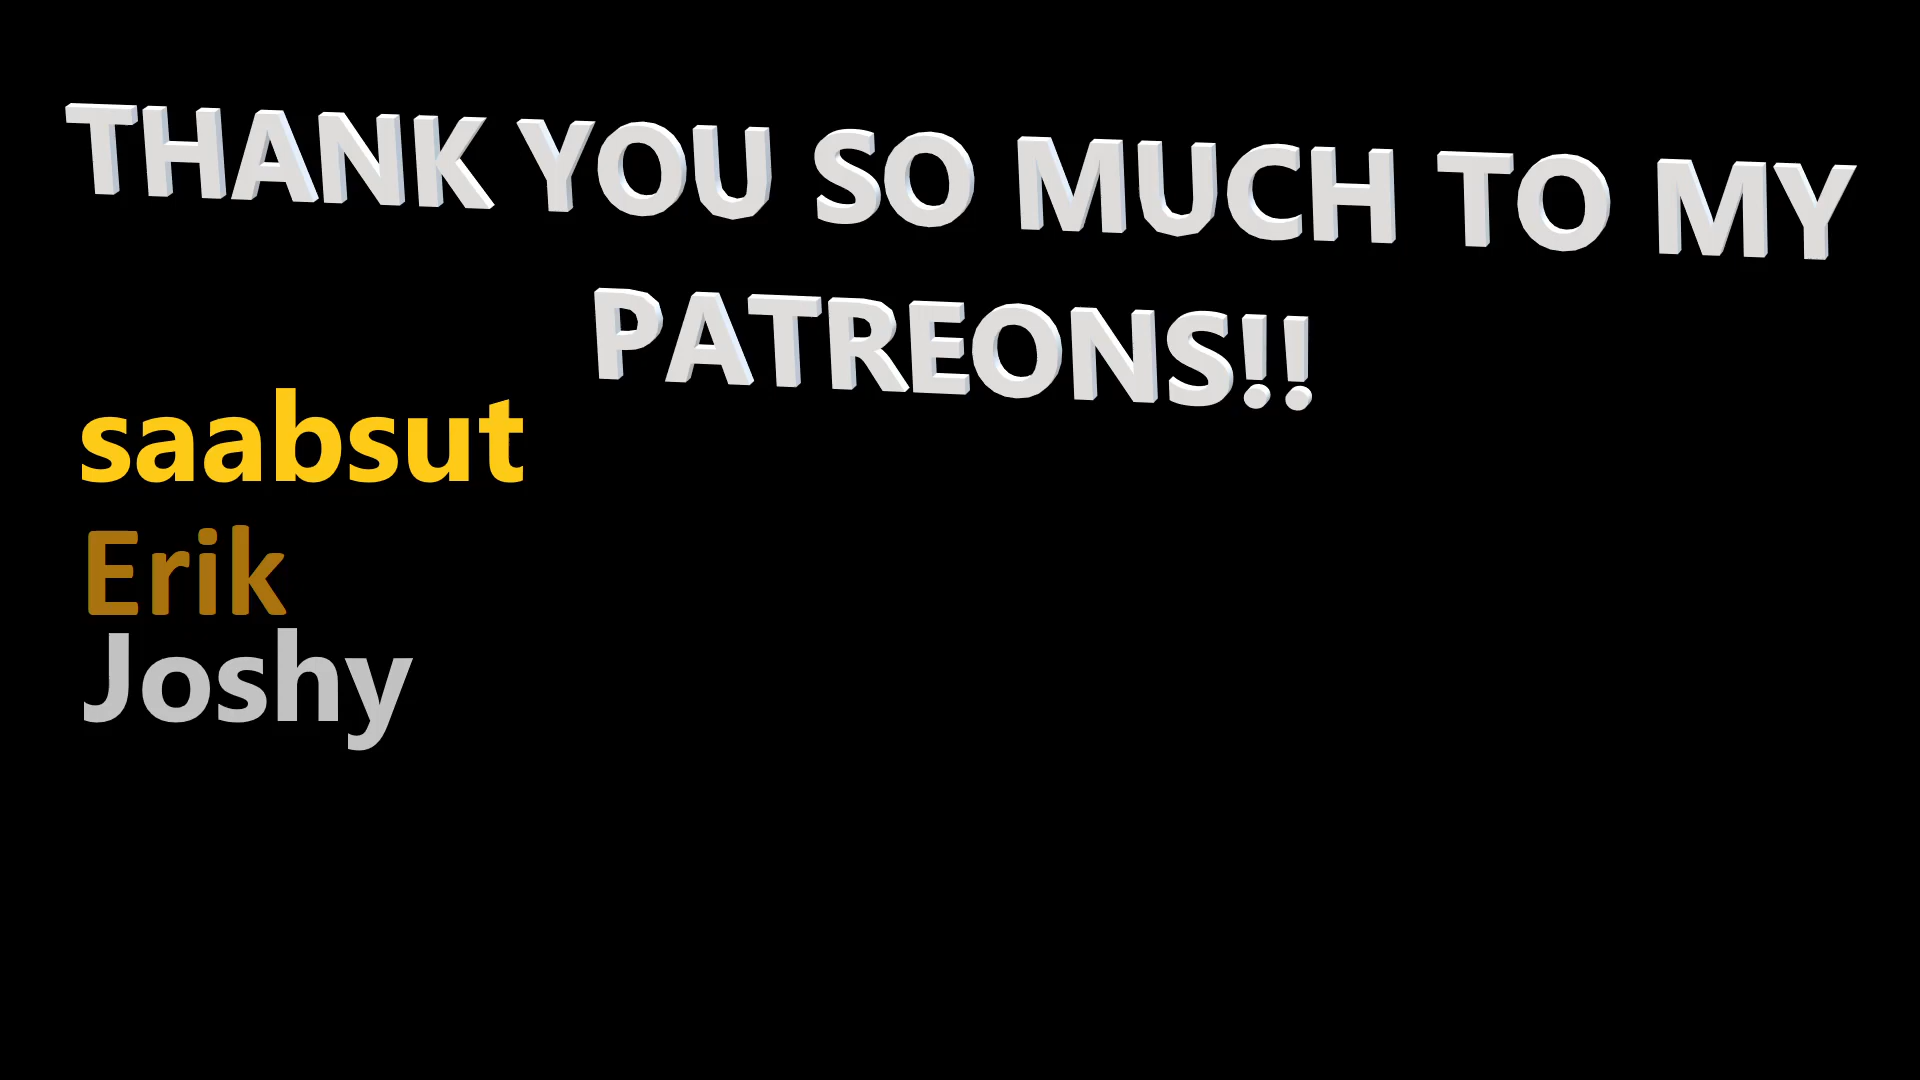 THANK YOU SO MUCH TO MY
PATREONS!!
saabsut
Erik
Joshy